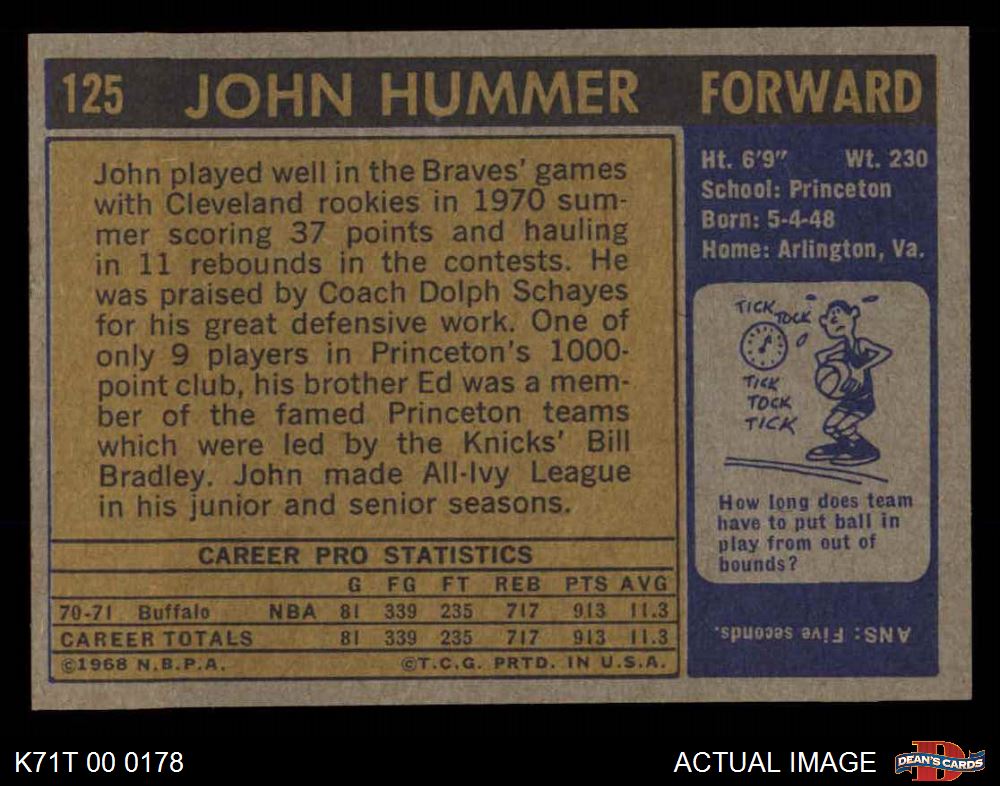 125 JOHN HUMMER FORWARD
John played well in the Braves' games
with Cleveland rookies in 1970 sum-
mer scoring 37 points and hauling
in 11 rebounds in the contests. He
was praised by Coach Dolph Schayes
for his great defensive work. One of
only 9 players in Princeton's 1000-
point club, his brother Ed was a mem-
ber of the famed Princeton teams
which were led by the Knicks' Bill
Bradley. John made All-Ivy League
in his junior and senior seasons.
CAREER PRO STATISTICS
G FG FT REB PTS AVG
70-71 Buffalo NBA 81 339 235 717 913 11.3
CAREER TOTALS 81 339 235 717 913 11.3
©1968 N.B.P.A. ©T.C.G. PRTD. IN U.S.A.
Ht. 6'9" Wt. 230
School: Princeton
Born: 5-4-48
Home: Arlington, Va.
TICK
TOCK
TICK
TOCK
TICK
How long does team
have to put ball in
play from out of
bounds?
ANS: Five seconds.
K71T 00 0178
ACTUAL IMAGE
D
DEAN'S CARDS